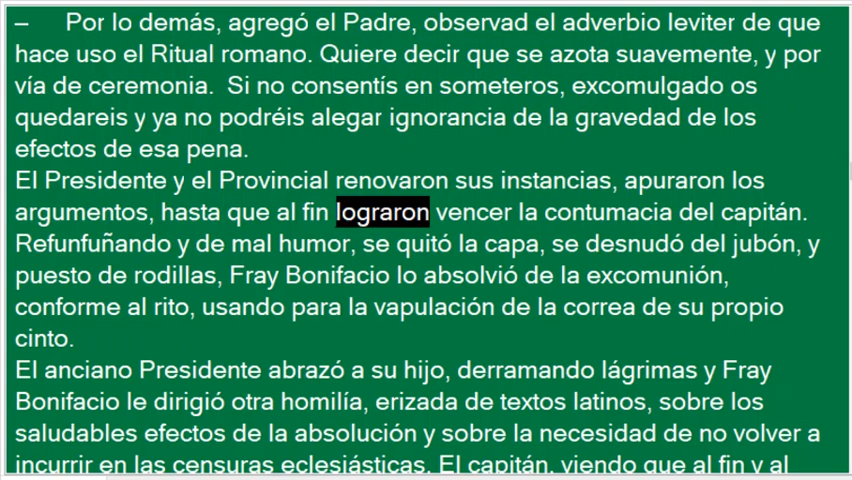 –     Por lo demás, agregó el Padre, observad el adverbio leviter de que
hace uso el Ritual romano. Quiere decir que se azota suavemente, y por
vía de ceremonia.  Si no consentís en someteros, excomulgado os
quedareis y ya no podréis alegar ignorancia de la gravedad de los
efectos de esa pena.
El Presidente y el Provincial renovaron sus instancias, apuraron los
argumentos, hasta que al fin lograron vencer la contumacia del capitán.
Refunfuñando y de mal humor, se quitó la capa, se desnudó del jubón, y
puesto de rodillas, Fray Bonifacio lo absolvió de la excomunión,
conforme al rito, usando para la vapulación de la correa de su propio
cinto.
El anciano Presidente abrazó a su hijo, derramando lágrimas y Fray
Bonifacio le dirigió otra homilía, erizada de textos latinos, sobre los
saludables efectos de la absolución y sobre la necesidad de no volver a
incurrir en las censuras eclesiásticas. El capitán, viendo que al fin y al